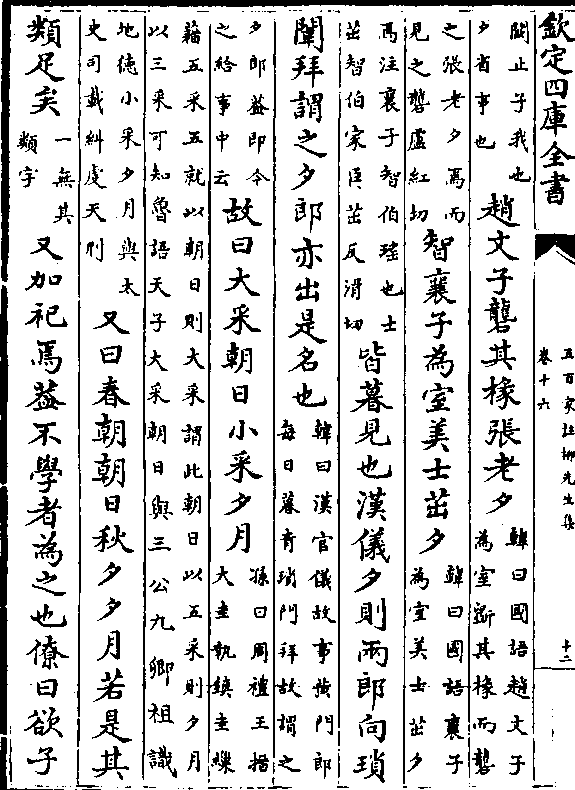 欽定四庫全書
五百家註柳先生集
卷十六
十二
闞止子我也
夕省事也
趙文子礱其椽張老夕
韓曰國語趙文子
為室斵其椽而礱
之張老夕焉而
見之礱盧紅切
智襄子為室美士茁夕
韓曰國語襄子
為室美士茁夕
焉注襄子智伯瑤也士
茁智伯家臣茁反滑切
皆暮見也漢儀夕則兩郎向瑣
闈拜謂之夕郎亦出是名也
韓曰漢官儀故事黄門郎
每日暮青瑣門拜故謂之
夕郎葢即今
之給事中云
故曰大采朝日小采夕月
孫曰周禮王搢
大圭執鎮圭繅
藉五采五就以朝日則大采謂此朝日以五采則夕月
以三采可知魯語天子大采朝日與三公九卿祖識
地徳小采夕月與太
史司載糾虔天刑
又曰春朝朝日秋夕夕月若是其
類足矣
一無其
類字
又加祀焉葢不學者為之也僚曰欲子